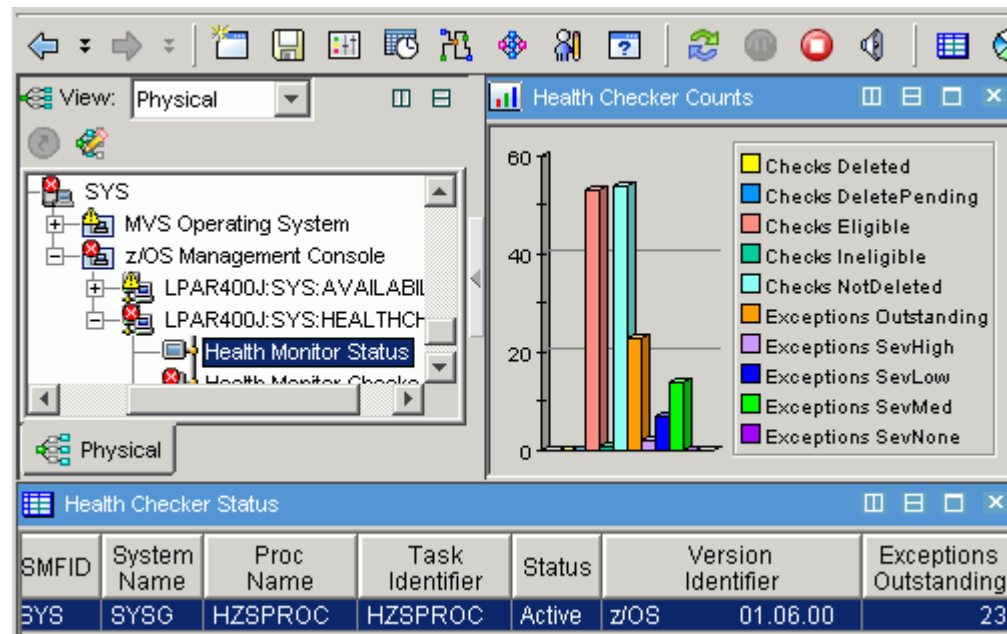 View: Physical
SYS
MVS Operating System
z/OS Management Console
LPAR400J:SYS:AVAILABIL
LPAR400J:SYS:HEALTHCH
Health Monitor Status
Health Monitor Checks
Physical
Health Checker Counts
60
40
20
0
Checks Deleted
Checks DeletePending
Checks Eligible
Checks Ineligible
Checks NotDeleted
Exceptions Outstanding
Exceptions SevHigh
Exceptions SevLow
Exceptions SevMed
Exceptions SevNone
Health Checker Status
SMFID System Name Proc Name Task Identifier Status Version Identifier Exceptions Outstanding
SYS SYSG HZSPROC HZSPROC Active z/OS 01.06.00 23